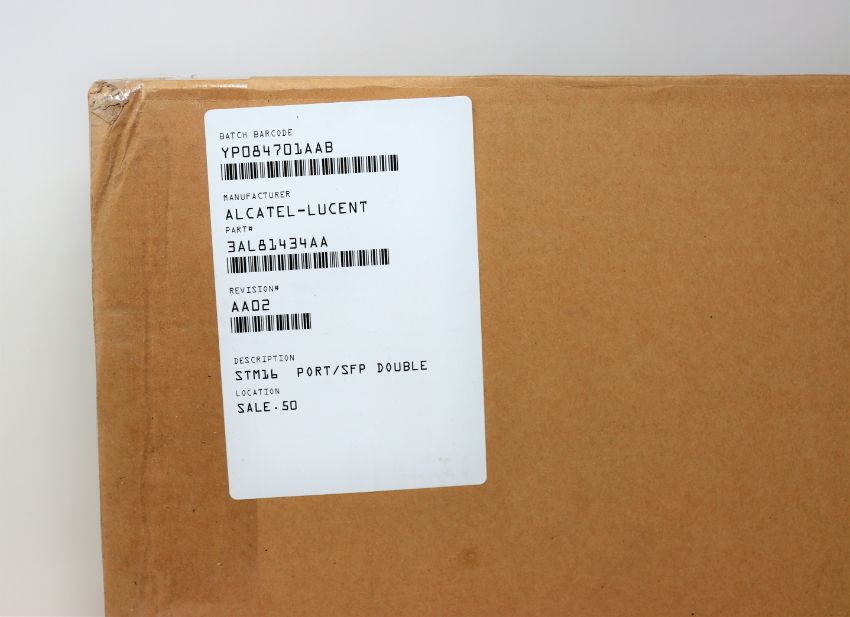 BATCH BARCODE
YP084701AAB
MANUFACTURER
ALCATEL-LUCENT
PART#
3AL81434AA
REVISION#
AA02
DESCRIPTION
STM16 PORT/SFP DOUBLE
LOCATION
SALE.50